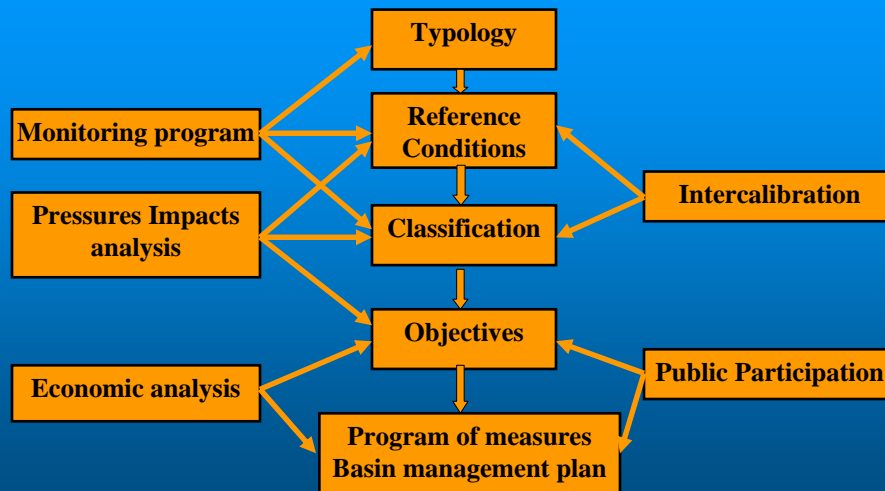 Typology
Monitoring program
Reference
Conditions
Pressures Impacts
analysis
Intercalibration
Classification
Objectives
Economic analysis
Public Participation
Program of measures
Basin management plan